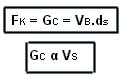 FK = GC = VB.ds
GC α VS